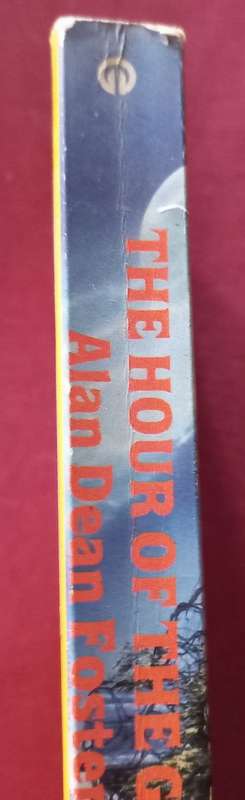 THE HOUR OF THE G
Alan Dean Foster